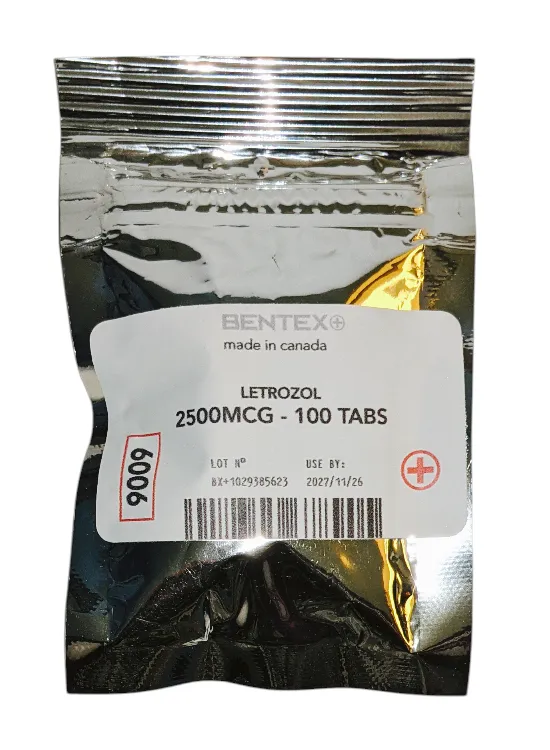 BENTEX
made in canada
LETROZOL
2500MCG - 100 TABS
LOT Nº USE BY:
BX+1029385623 2027/11/26
9009